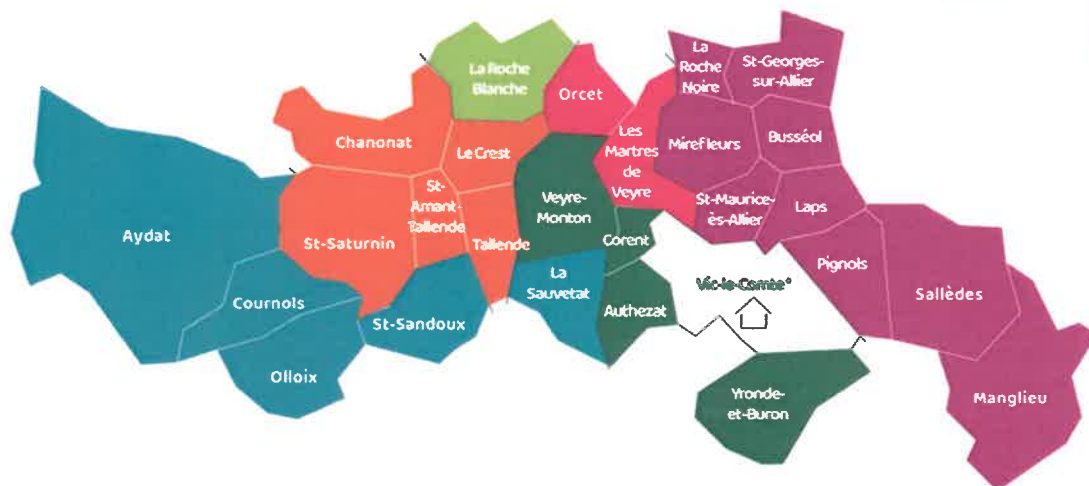 La Roche
Blanche
Orcet
La
Roche
Noire
St-Georges-
sur-Allier
Chanonat
Le Crest
Les
Martres
de
Veyre
Mirefleurs
Busséol
St-
Amant-
Tallende
Veyre-
Monton
St-Maurice-
ès-Allier
Laps
Aydat
St-Saturnin
Tallende
Corent
Pignols
La
Sauvetat
Vic-le-Comte*
Sallèdes
Cournols
St-Sandoux
Authezat
Olloix
Yronde-
et-Buron
Manglieu